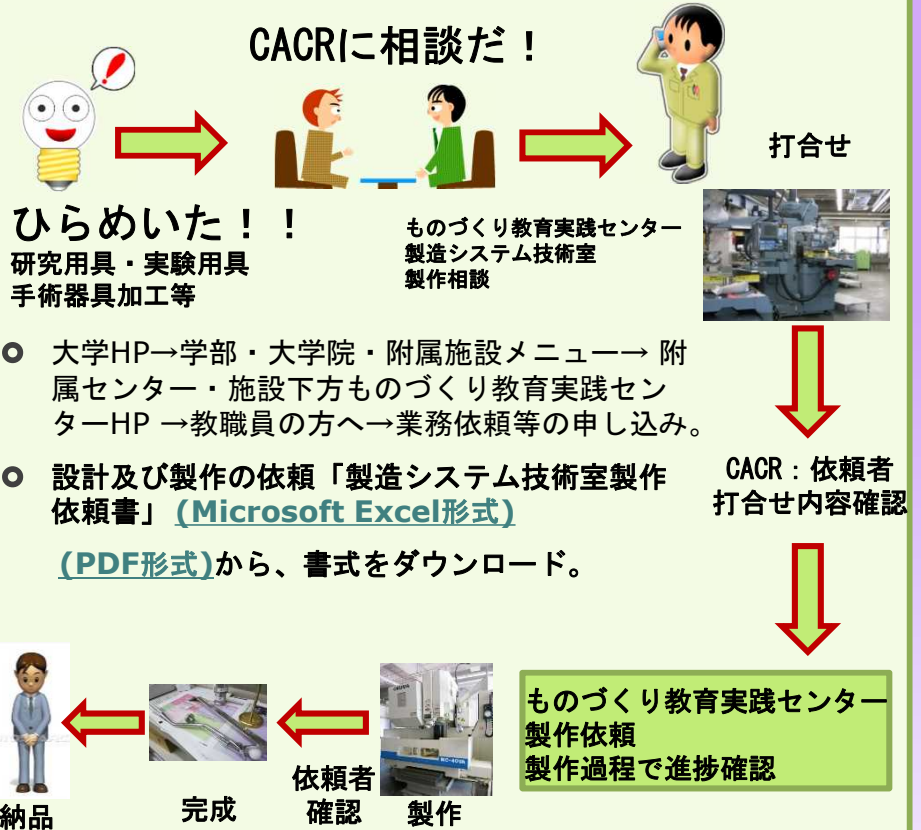 CACRに相談だ！
打合せ
ひらめいた！！
研究用具・実験用具
手術器具加工等
ものづくり教育実践センター
製造システム技術室
製作相談
大学HP→学部・大学院・附属施設メニュー→ 附
属センター・施設下方ものづくり教育実践セン
ターHP →教職員の方へ→業務依頼等の申し込み。
設計及び製作の依頼「製造システム技術室製作
依頼書」 (Microsoft Excel形式)
(PDF形式)から、書式をダウンロード。
CACR：依頼者
打合せ内容確認
ものづくり教育実践センター
製作依頼
製作過程で進捗確認
製作
依頼者
確認
完成
納品